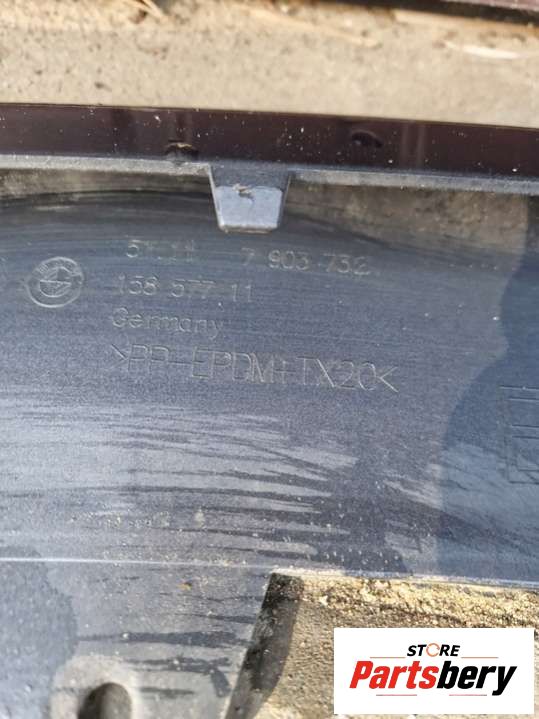 51.11 7 903 732
158 577 11
Germany
>PP-EPDM+TX20<
STORE
Partsbery